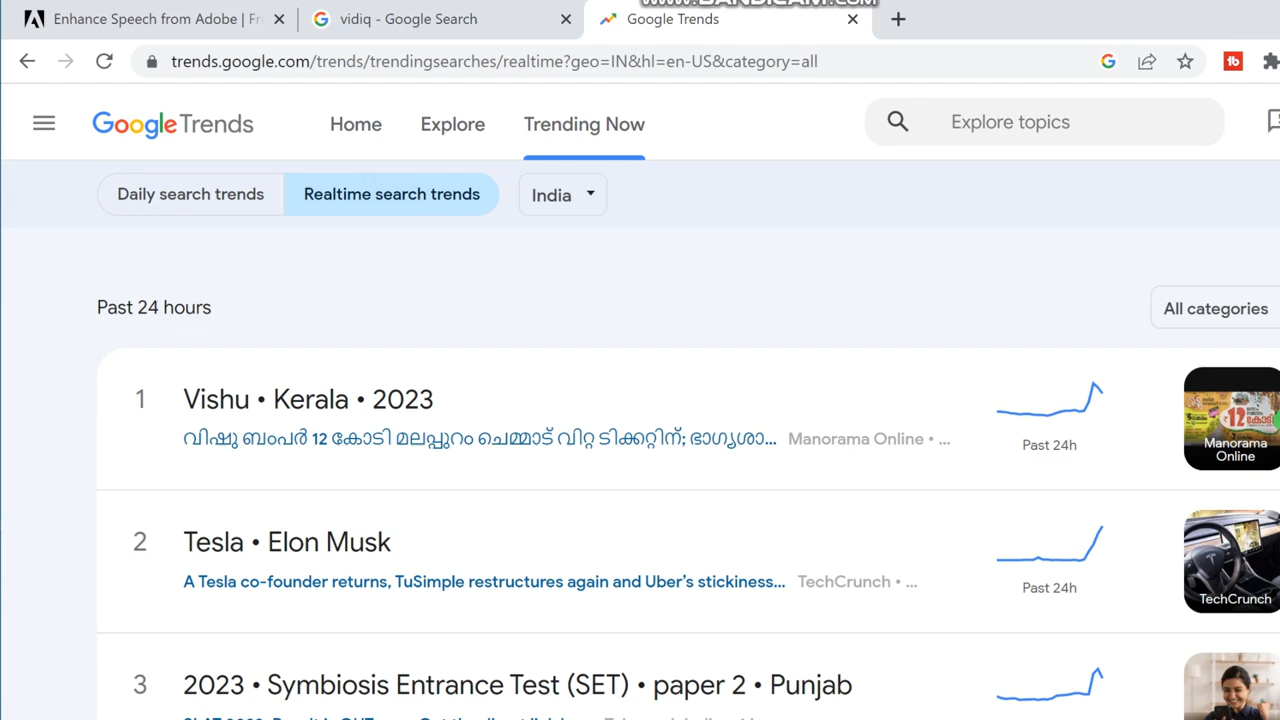 www.BANDICAM.com
Enhance Speech from Adobe | Fr
vidiq - Google Search
Google Trends
trends.google.com/trends/trendingsearches/realtime?geo=IN&hl=en-US&category=all
Google Trends
Home
Explore
Trending Now
Explore topics
Daily search trends
Realtime search trends
India
Past 24 hours
All categories
1
Vishu • Kerala • 2023
വിഷു ബംപർ 12 കോടി മലപ്പുറം ചെമ്മാട് വിറ്റ ടിക്കറ്റിന്; ഭാഗ്യശാ...
Manorama Online • ...
Past 24h
12
Manorama
Online
2
Tesla • Elon Musk
A Tesla co-founder returns, TuSimple restructures again and Uber's stickiness...
TechCrunch • ...
Past 24h
TechCrunch
3
2023 • Symbiosis Entrance Test (SET) • paper 2 • Punjab